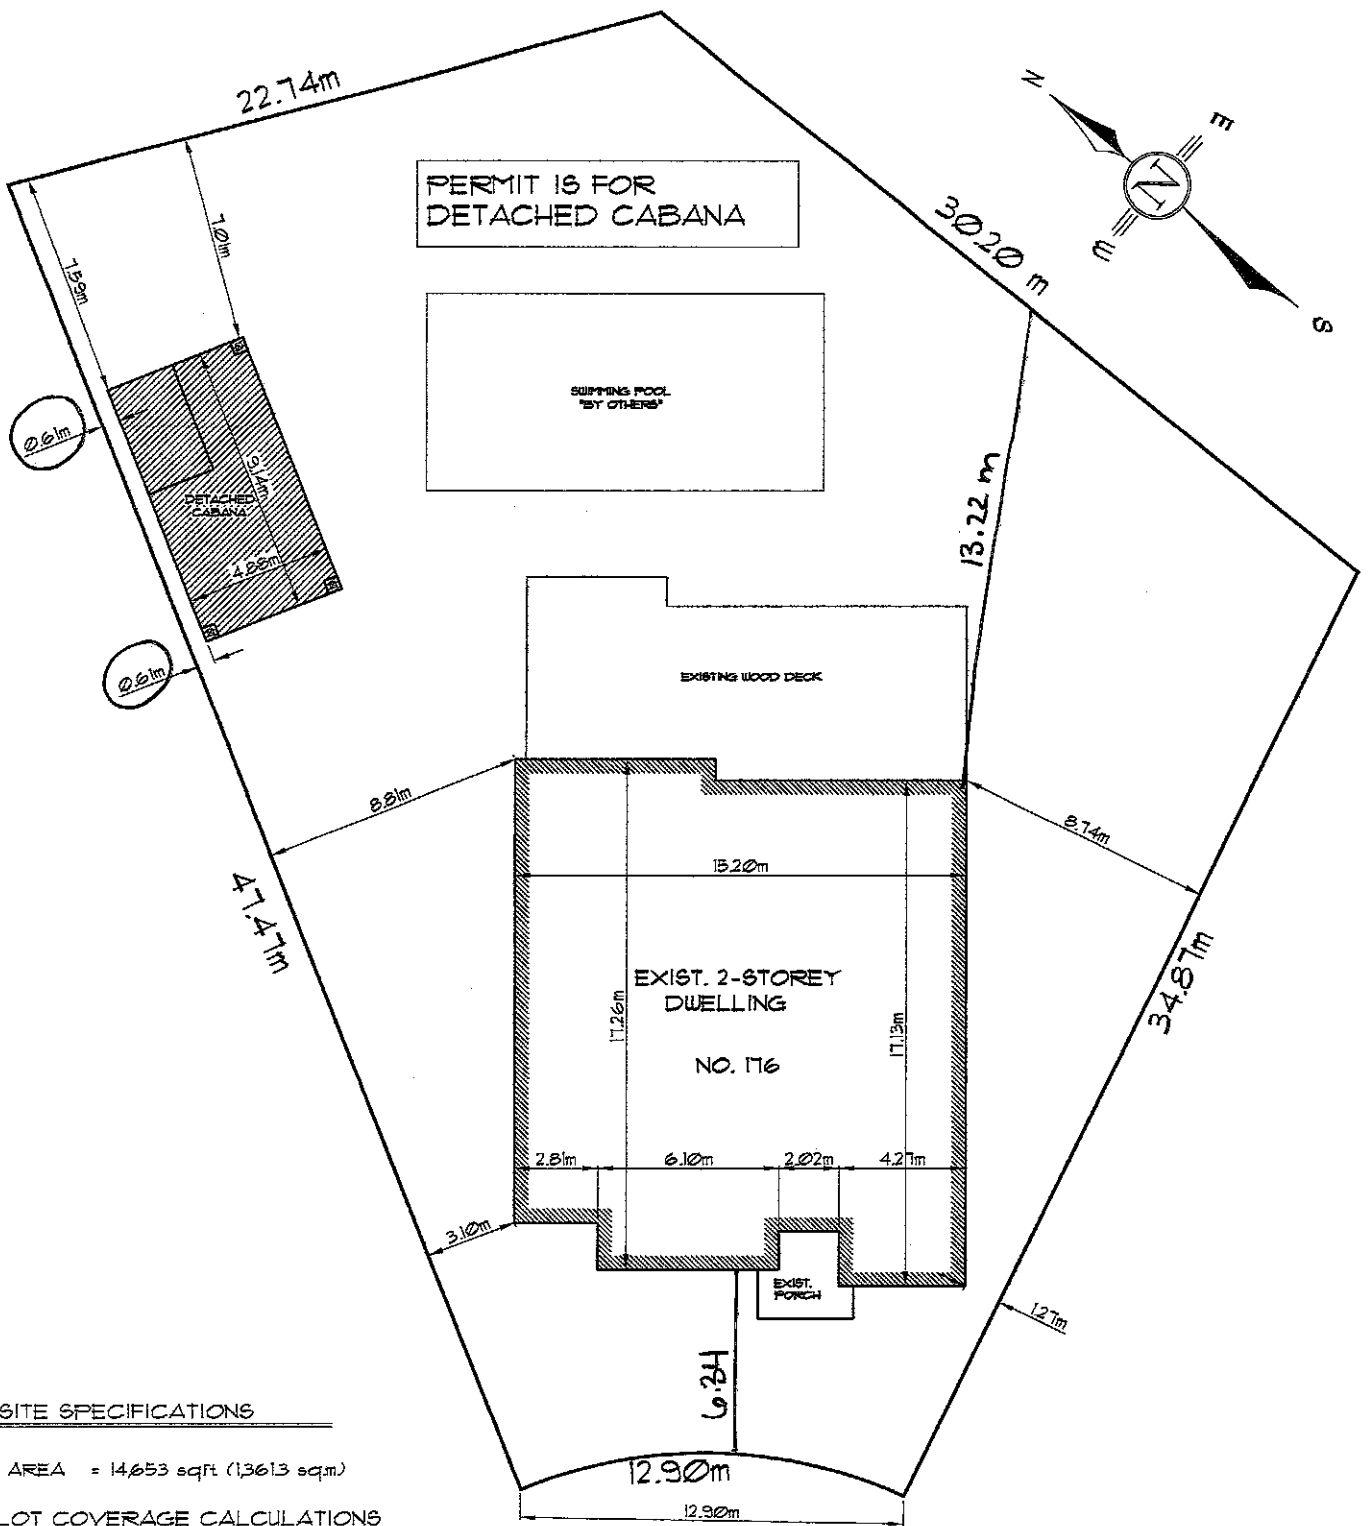 22.74m
N
E
N
W
S
PERMIT IS FOR
DETACHED CABANA
30.20 m
7.01m
7.59m
SWIMMING POOL
"BY OTHERS"
0.61m
9.14m
DETACHED
CABANA
4.88m
13.22 m
0.61m
EXISTING WOOD DECK
8.81m
8.74m
15.20m
47.47m
34.87m
EXIST. 2-STOREY
DWELLING
17.26m
17.13m
NO. 176
2.81m
6.10m
2.02m
4.27m
3.10m
EXIST.
PORCH
1.27m
6.34
SITE SPECIFICATIONS
AREA = 14,653 sqft (1,361.3 sq.m)
12.90m
LOT COVERAGE CALCULATIONS
12.90m